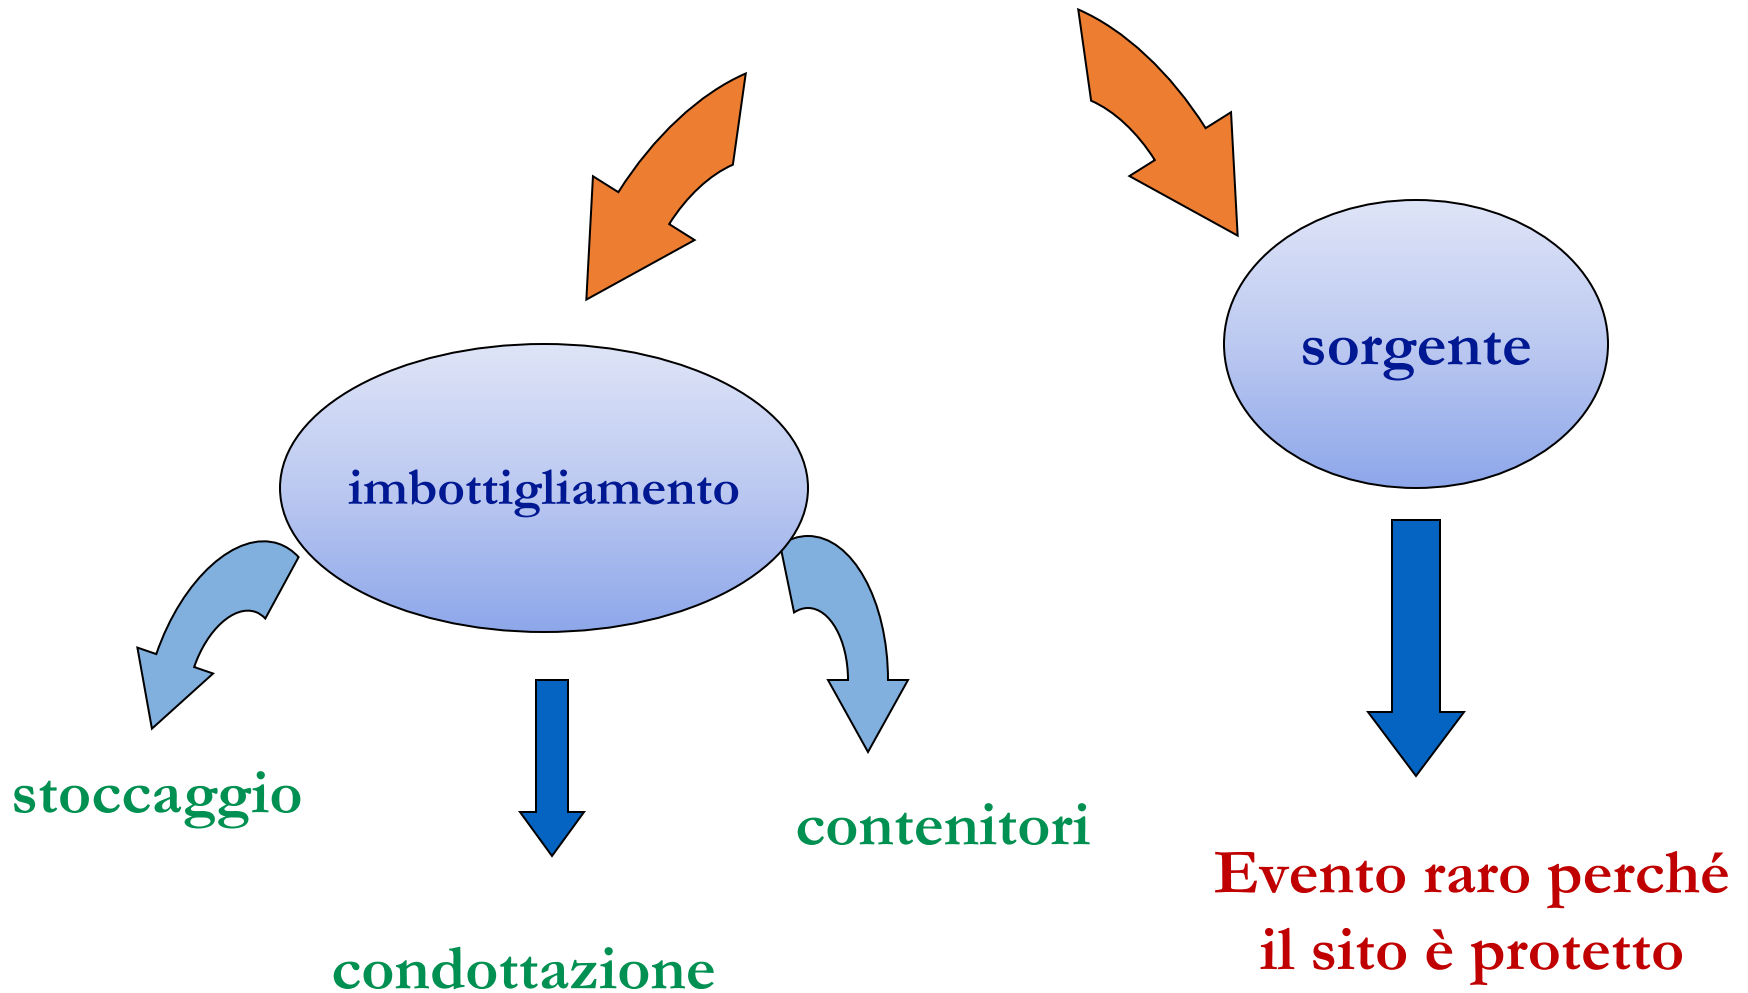 sorgente
imbottigliamento
stoccaggio
contenitori
Evento raro perché
il sito è protetto
condottazione